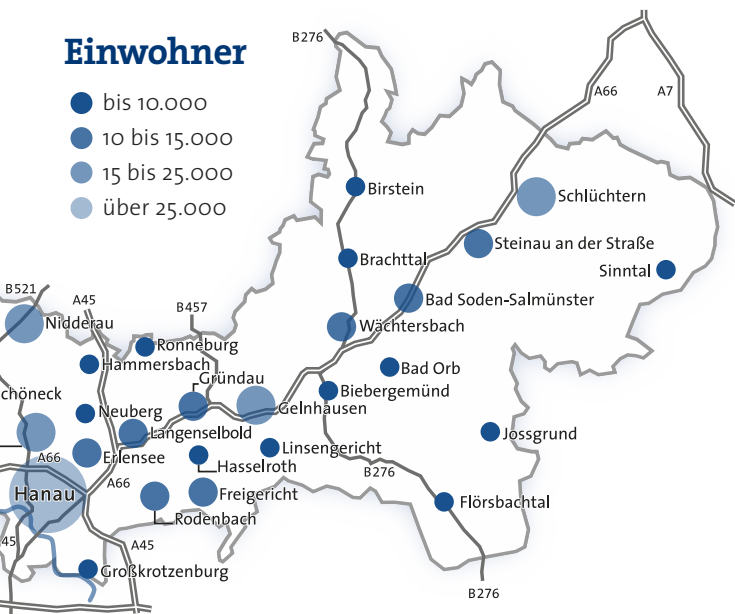 Einwohner
bis 10.000
10 bis 15.000
15 bis 25.000
über 25.000
B276
A66
A7
Birstein
Schlüchtern
Steinau an der Straße
Brachttal
Sinntal
B521
A45
B457
Bad Soden-Salmünster
Nidderau
Wächtersbach
Ronneburg
Hammersbach
Bad Orb
Gründau
chöneck
Biebergemünd
Neuberg
Gelnhausen
Langenselbold
Jossgrund
Linsengericht
A66
Erlensee
Hasselroth
B276
A66
Hanau
Freigericht
Flörsbachtal
Rodenbach
45
A45
Großkrotzenburg
B276